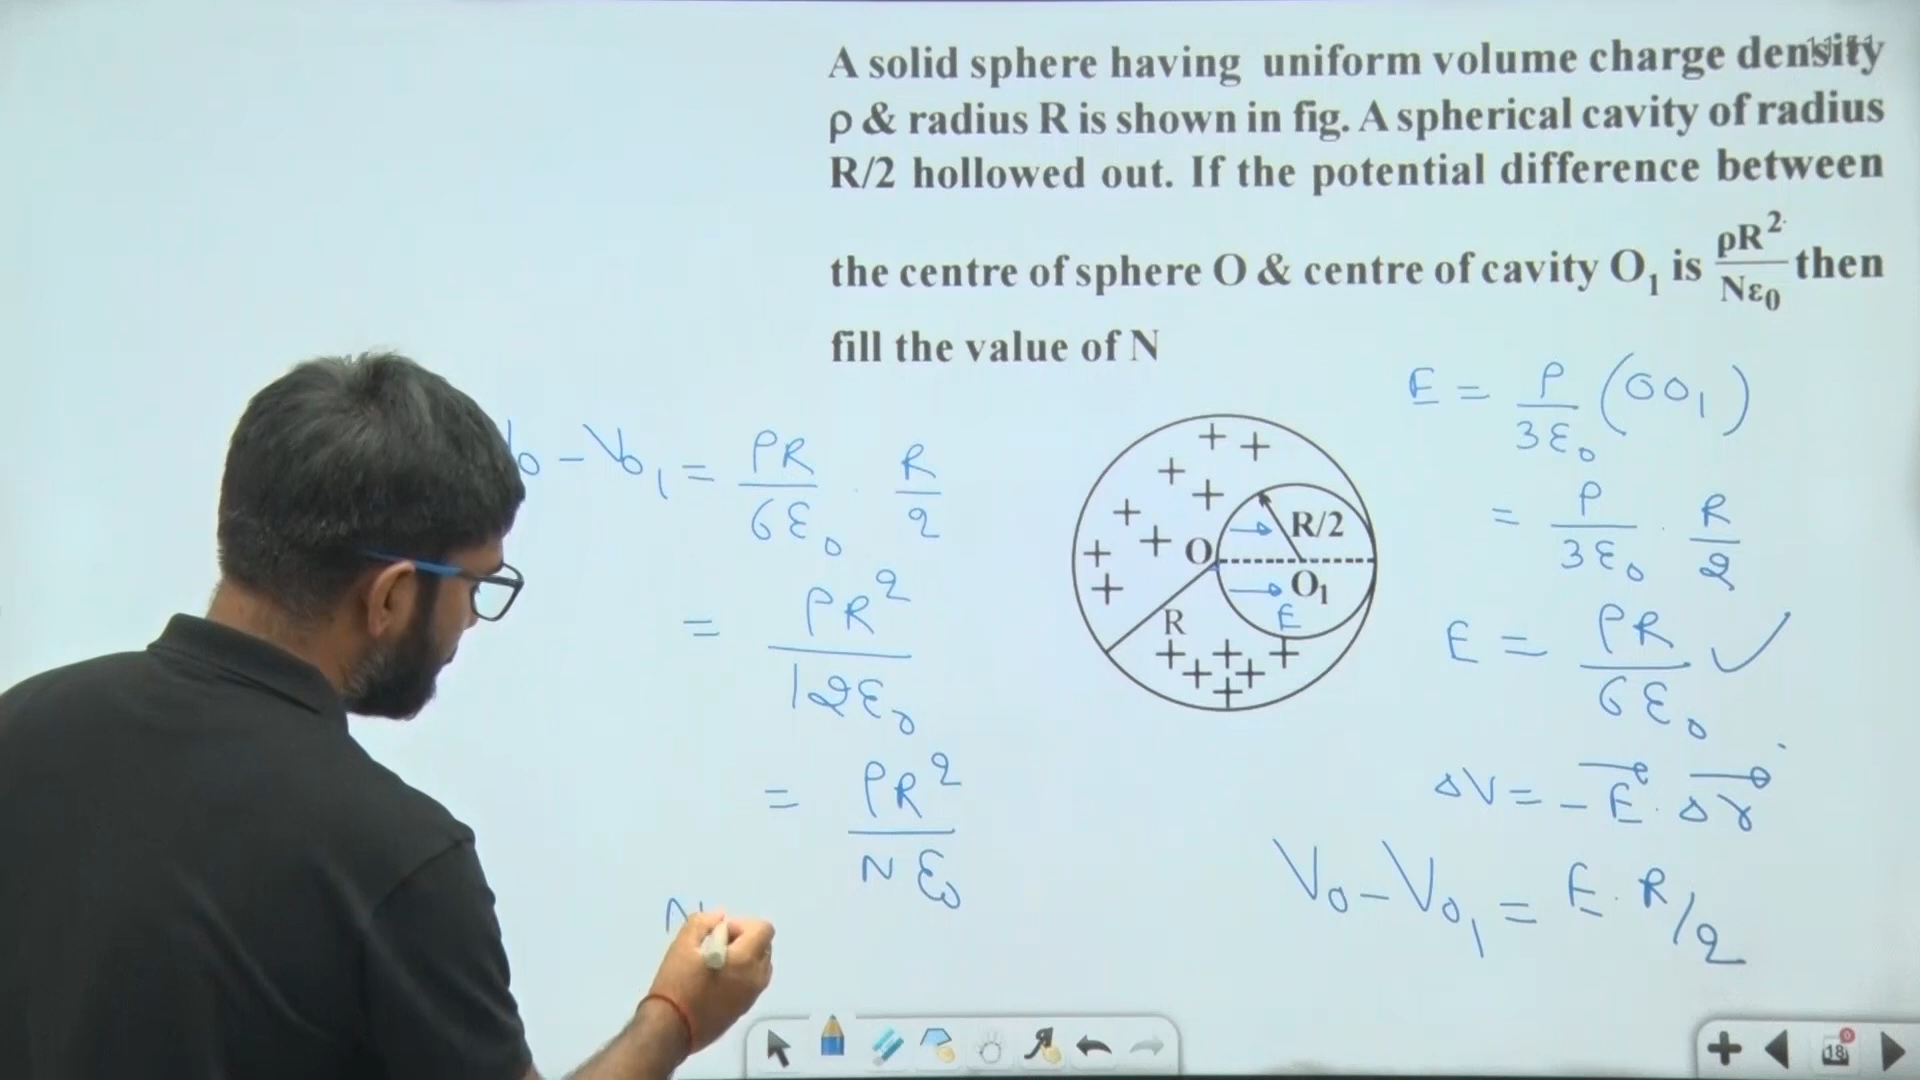 A solid sphere having uniform volume charge density
ρ & radius R is shown in fig. A spherical cavity of radius
R/2 hollowed out. If the potential difference between
the centre of sphere O & centre of cavity O₁ is ρR²/Nε₀ then
fill the value of N
E = ρ/3ε₀ (OO₁)
= ρ/3ε₀ . R/2
E = ρR/6ε₀ ✓
ΔV = -E⃗ . Δr⃗
V₀ - V₀₁ = E . R/2
V₀ - V₀₁ = ρR/6ε₀ . R/2
= ρR²/12ε₀
= ρR²/Nε₀
N
O
R/2
O₁
E
R
18